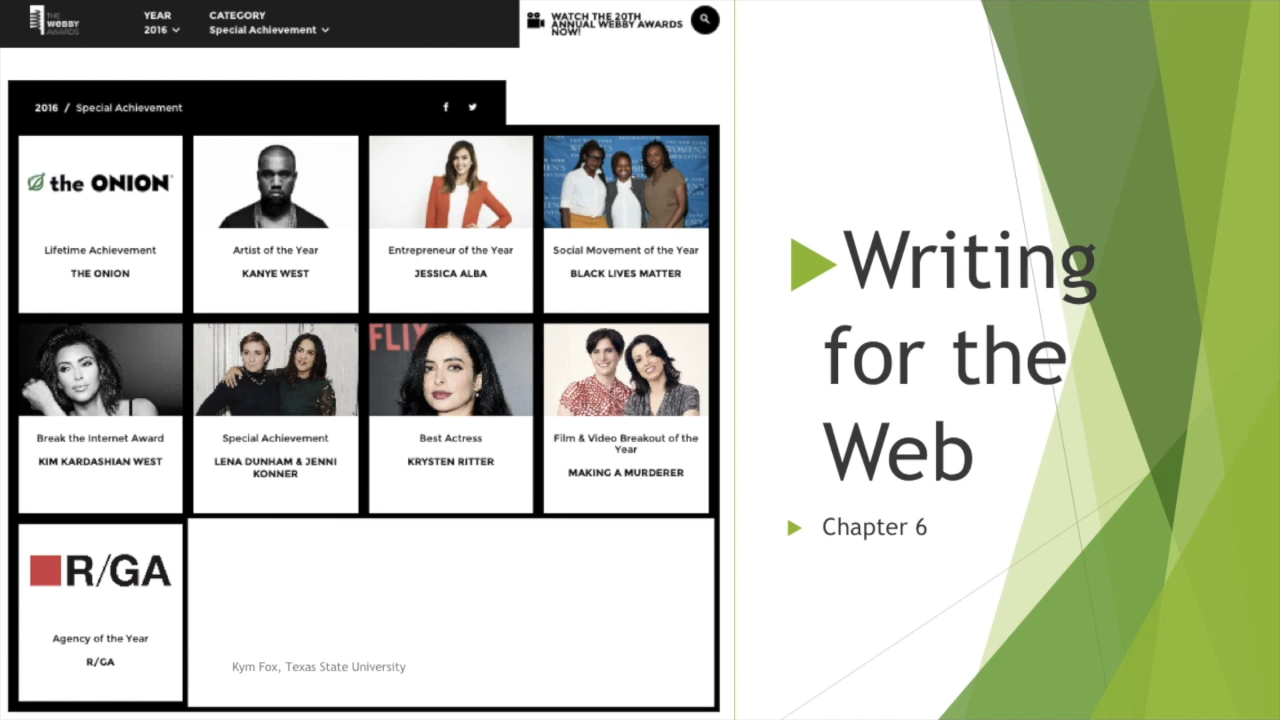 THE
WEBBY
AWARDS
YEAR
2016
CATEGORY
Special Achievement
WATCH THE 20TH
ANNUAL WEBBY AWARDS
NOW!
2016 / Special Achievement
f
the ONION
Lifetime Achievement
THE ONION
Artist of the Year
KANYE WEST
Entrepreneur of the Year
JESSICA ALBA
WOMEN'S
Social Movement of the Year
BLACK LIVES MATTER
Break the Internet Award
KIM KARDASHIAN WEST
Special Achievement
LENA DUNHAM & JENNI
KONNER
FLIX
Best Actress
KRYSTEN RITTER
Film & Video Breakout of the
Year
MAKING A MURDERER
R/GA
Agency of the Year
R/GA
Kym Fox, Texas State University
Writing
for the
Web
Chapter 6